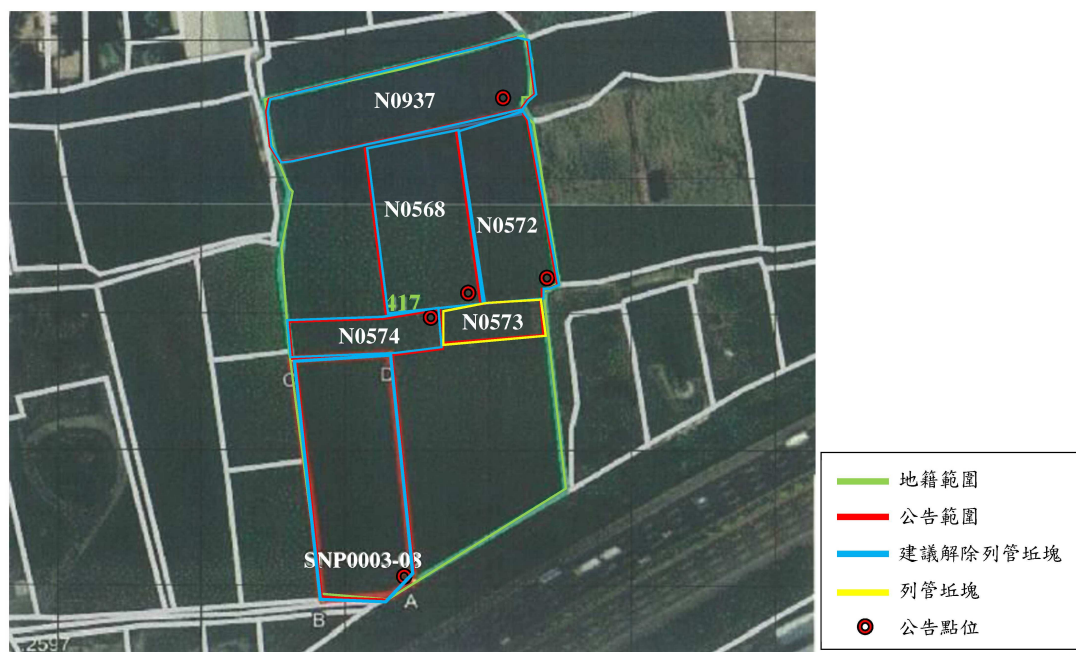 N0937
N0568
N0572
417
N0573
N0574
C
D
SNP0003-08
A
B
.2597
地籍範圍
公告範圍
建議解除列管坵塊
列管坵塊
公告點位